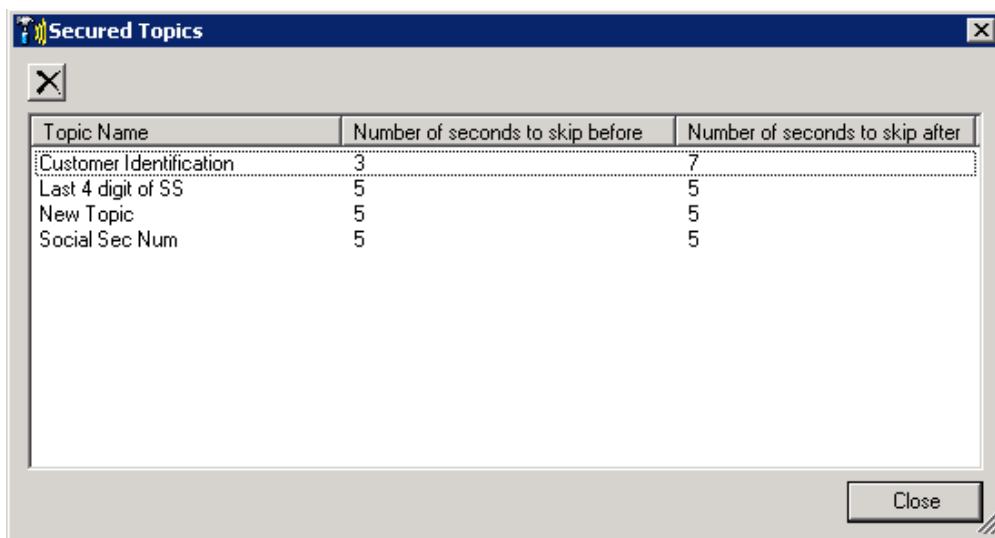 Secured Topics
Topic Name Number of seconds to skip before Number of seconds to skip after
Customer Identification 3 7
Last 4 digit of SS 5 5
New Topic 5 5
Social Sec Num 5 5
Close